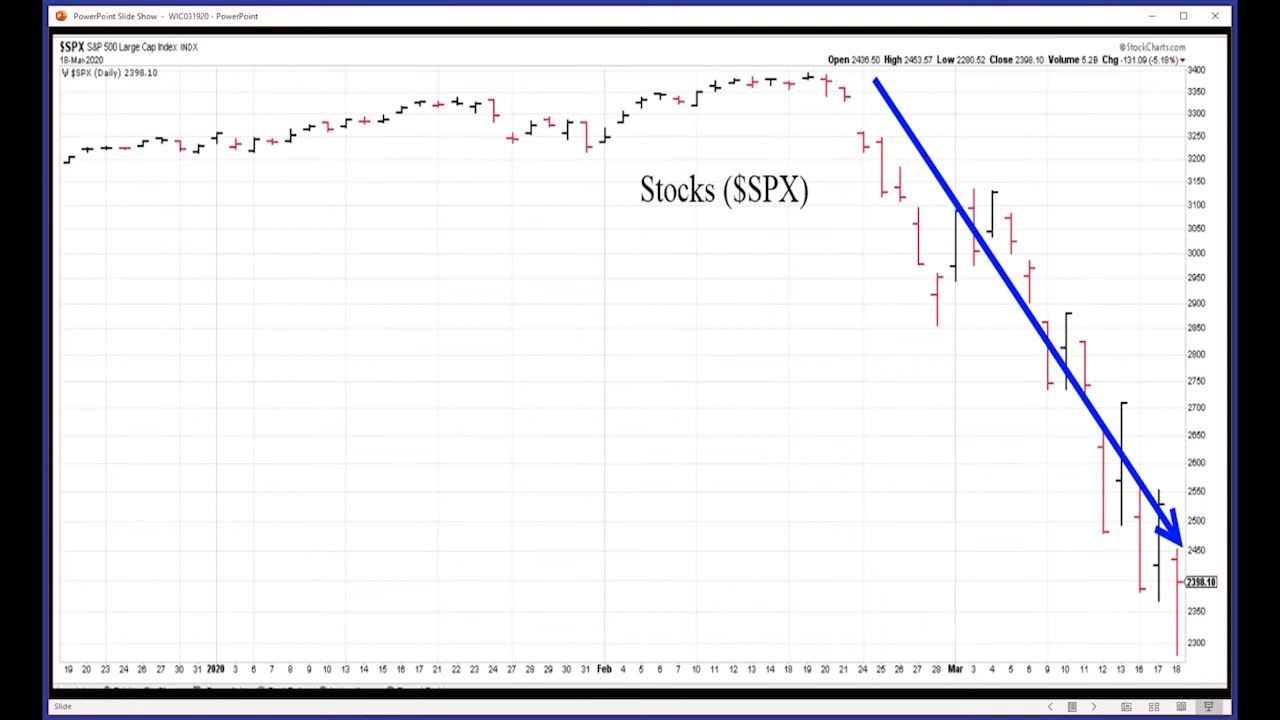 PowerPoint Slide Show - WIC031920 - PowerPoint
$SPX S&P 500 Large Cap Index INDX
© StockCharts.com
18-Mar-2020
Open 2436.50 High 2453.57 Low 2280.52 Close 2398.10 Volume 5.2B Chg -131.09 (-5.18%)
$SPX (Daily) 2398.10
3400
3350
3300
3250
3200
3150
3100
3050
3000
2950
2900
2850
2800
2750
2700
2650
2600
2550
2500
2450
2398.10
2350
2300
Stocks ($SPX)
19 20 23 24 26 27 30 31 2020 3 6 7 8 9 10 13 14 15 16 17 21 22 23 24 27 28 29 30 31 Feb 4 5 6 7 10 11 12 13 14 18 19 20 21 24 25 26 27 28 Mar 3 4 5 6 9 10 11 12 13 16 17 18
Slide